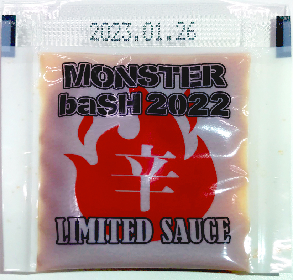 2023.01.26
MONSTER
baSH 2022
辛
LIMITED SAUCE